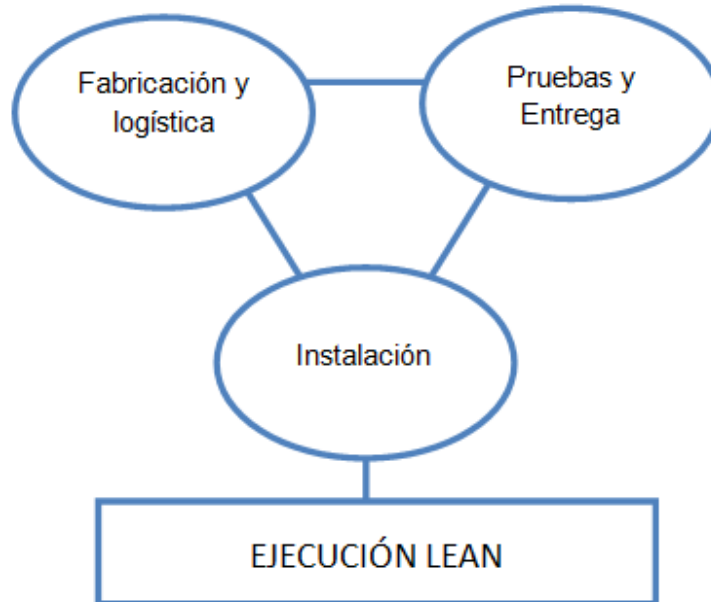 Fabricación y
logística
Pruebas y
Entrega
Instalación
EJECUCIÓN LEAN